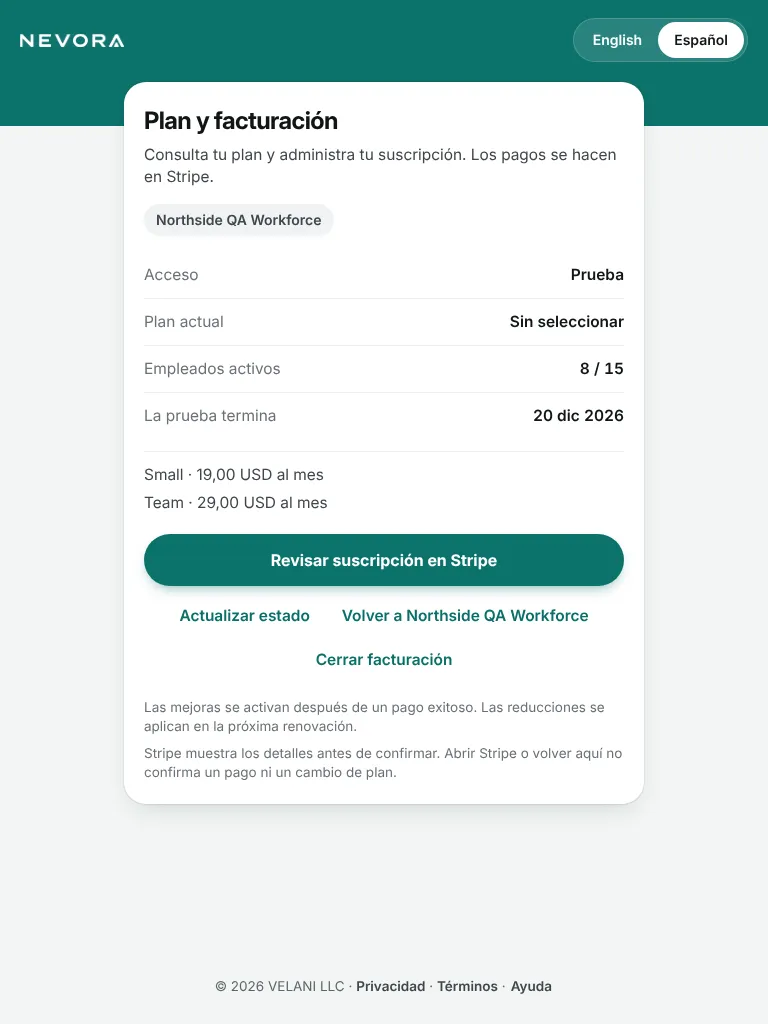 NEVORA
English Español
Plan y facturación
Consulta tu plan y administra tu suscripción. Los pagos se hacen
en Stripe.
Northside QA Workforce
Acceso Prueba
Plan actual Sin seleccionar
Empleados activos 8 / 15
La prueba termina 20 dic 2026
Small · 19,00 USD al mes
Team · 29,00 USD al mes
Revisar suscripción en Stripe
Actualizar estado Volver a Northside QA Workforce
Cerrar facturación
Las mejoras se activan después de un pago exitoso. Las reducciones se
aplican en la próxima renovación.
Stripe muestra los detalles antes de confirmar. Abrir Stripe o volver aquí no
confirma un pago ni un cambio de plan.
© 2026 VELANI LLC · Privacidad · Términos · Ayuda